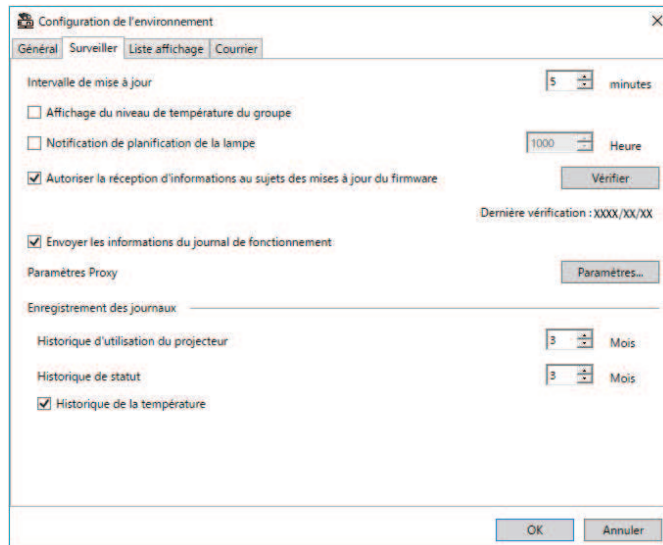 Configuration de l'environnement
Général Surveiller Liste affichage Courrier
Intervalle de mise à jour 5 minutes
Affichage du niveau de température du groupe
Notification de planification de la lampe 1000 Heure
Autoriser la réception d'informations au sujets des mises à jour du firmware Vérifier
Dernière vérification : XXXX/XX/XX
Envoyer les informations du journal de fonctionnement
Paramètres Proxy Paramètres...
Enregistrement des journaux
Historique d'utilisation du projecteur 3 Mois
Historique de statut 3 Mois
Historique de la température
OK Annuler